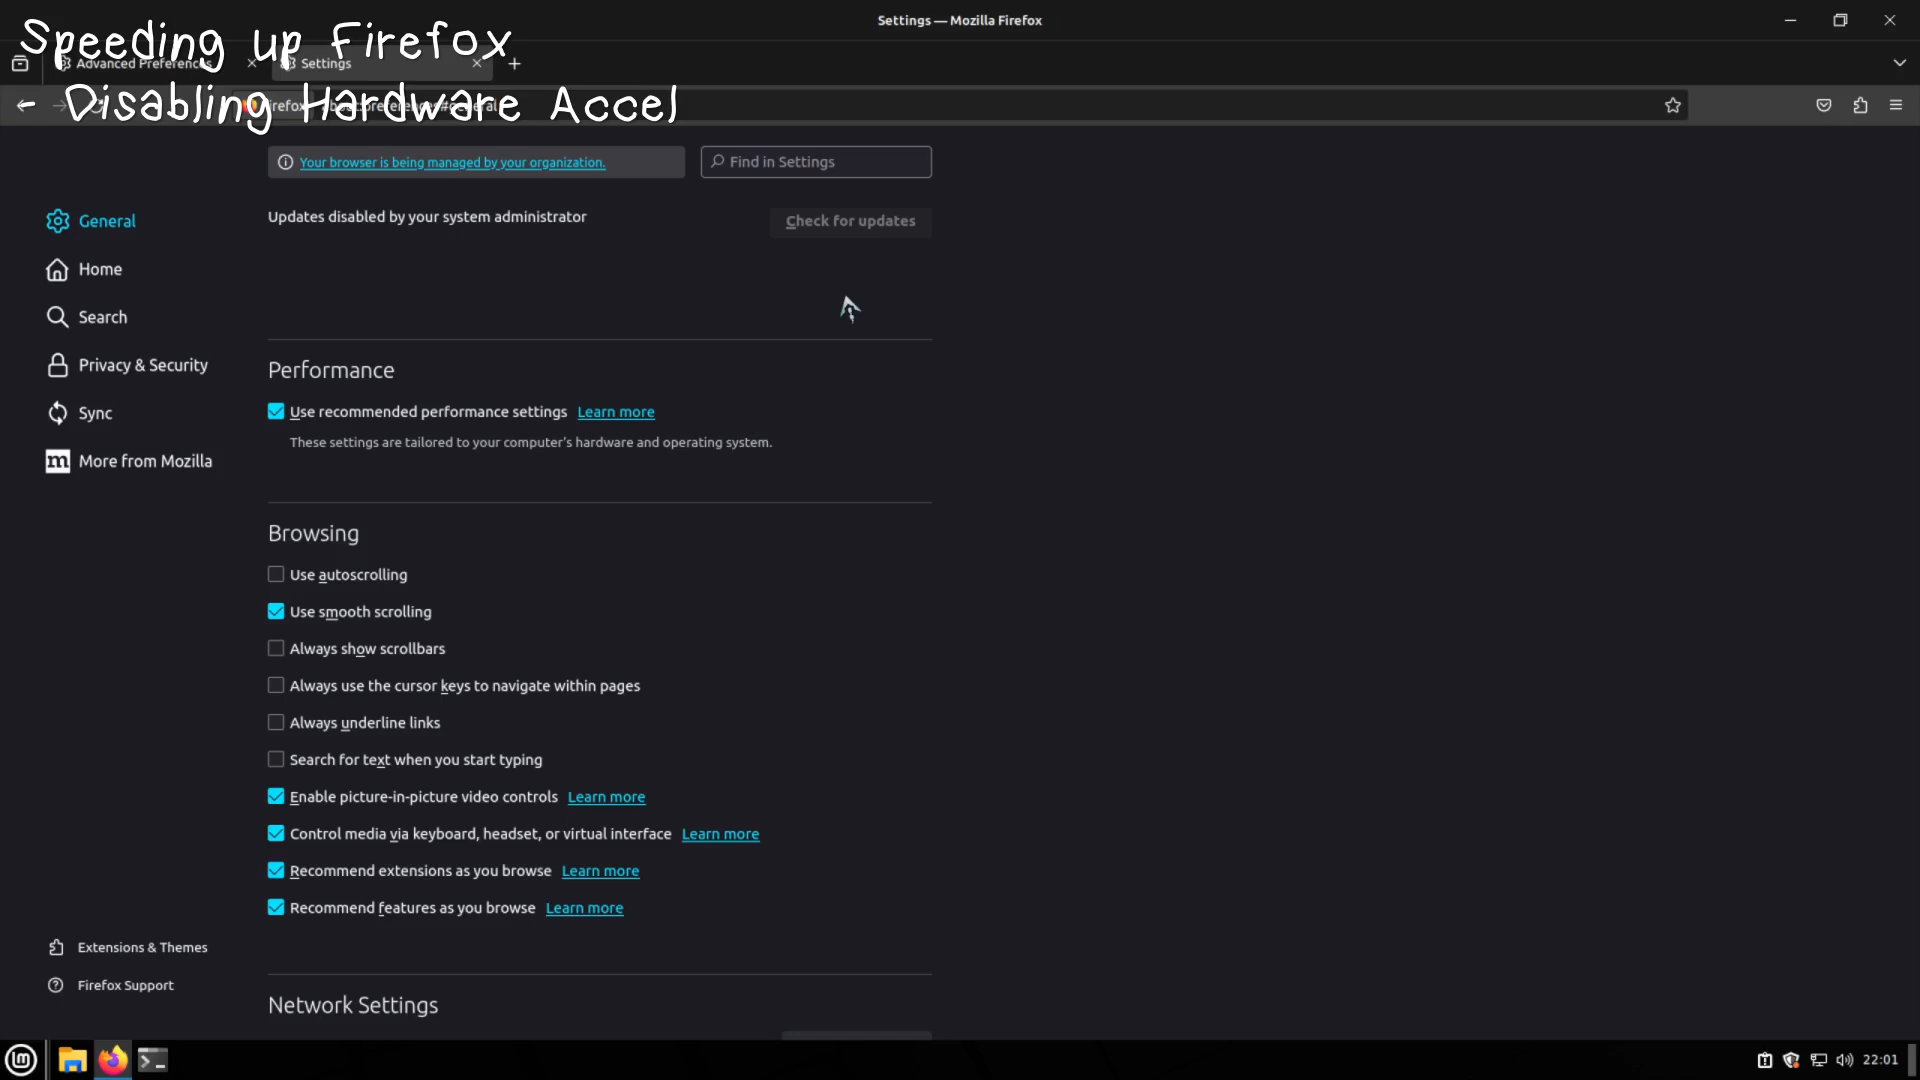 Settings — Mozilla Firefox
Speeding up Firefox
Advanced Preferences
Settings
- Disabling Hardware Accel
Your browser is being managed by your organization.
Find in Settings
Updates disabled by your system administrator
Check for updates
General
Home
Search
Privacy & Security
Sync
More from Mozilla
Performance
Use recommended performance settings Learn more
These settings are tailored to your computer's hardware and operating system.
Browsing
Use autoscrolling
Use smooth scrolling
Always show scrollbars
Always use the cursor keys to navigate within pages
Always underline links
Search for text when you start typing
Enable picture-in-picture video controls Learn more
Control media via keyboard, headset, or virtual interface Learn more
Recommend extensions as you browse Learn more
Recommend features as you browse Learn more
Extensions & Themes
Firefox Support
Network Settings
22:01